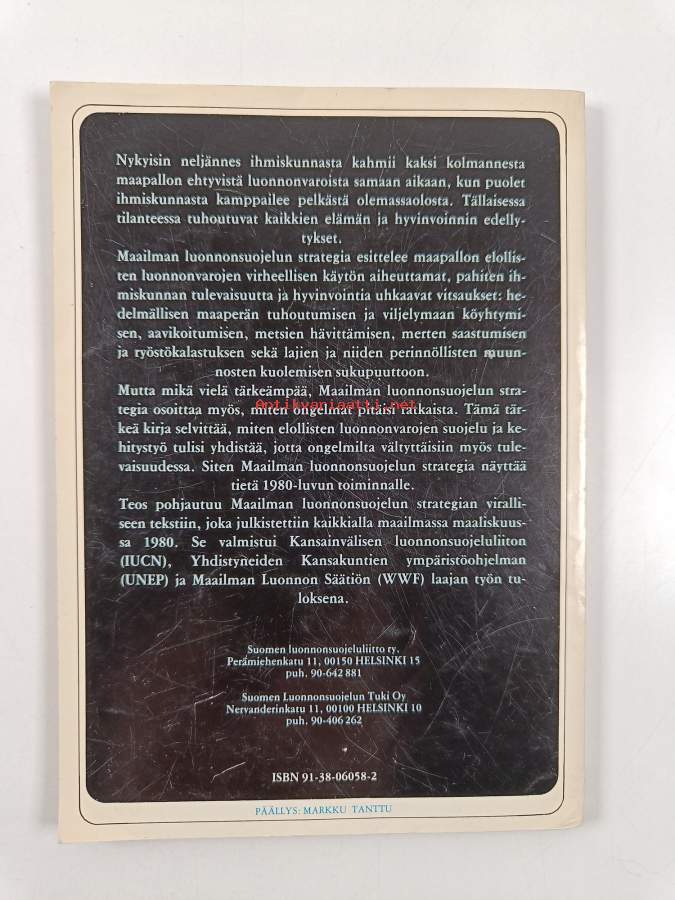 Nykyisin neljännes ihmiskunnasta kahmii kaksi kolmannesta
maapallon ehtyvistä luonnonvaroista samaan aikaan, kun puolet
ihmiskunnasta kamppailee pelkästä olemassaolosta. Tällaisessa
tilanteessa tuhoutuvat kaikkien elämän ja hyvinvoinnin edelly-
tykset.
Maailman luonnonsuojelun strategia esittelee maapallon elollis-
ten luonnonvarojen virheellisen käytön aiheuttamat, pahiten ih-
miskunnan tulevaisuutta ja hyvinvointia uhkaavat vitsaukset: he-
delmällisen maaperän tuhoutumisen ja viljelymaan köyhtymi-
sen, aavikoitumisen, metsien hävittämisen, merten saastumisen
ja ryöstökalastuksen sekä lajien ja niiden perinnöllisten muun-
nosten kuolemisen sukupuuttoon.
Mutta mikä vielä tärkeämpää, Maailman luonnonsuojelun stra-
tegia osoittaa myös, miten ongelmat pitäisi ratkaista. Tämä tär-
Antikvariaatti.net
keä kirja selvittää, miten elollisten luonnonvarojen suojelu ja ke-
hitystyö tulisi yhdistää, jotta ongelmilta vältyttäisiin myös tule-
vaisuudessa. Siten Maailman luonnonsuojelun strategia näyttää
tietä 1980-luvun toiminnalle.
Teos pohjautuu Maailman luonnonsuojelun strategian viralli-
seen tekstiin, joka julkistettiin kaikkialla maailmassa maaliskuus-
sa 1980. Se valmistui Kansainvälisen luonnonsuojeluliiton
(IUCN), Yhdistyneiden Kansakuntien ympäristöohjelman
(UNEP) ja Maailman Luonnon Säätiön (WWF) laajan työn tu-
loksena.
Suomen luonnonsuojeluliitto ry.
Perämiehenkatu 11, 00150 HELSINKI 15
puh. 90-642 881
Suomen Luonnonsuojelun Tuki Oy
Nervanderinkatu 11, 00100 HELSINKI 10
puh. 90-406 262
ISBN 91-38-06058-2
PÄÄLLYS: MARKKU TANTTU